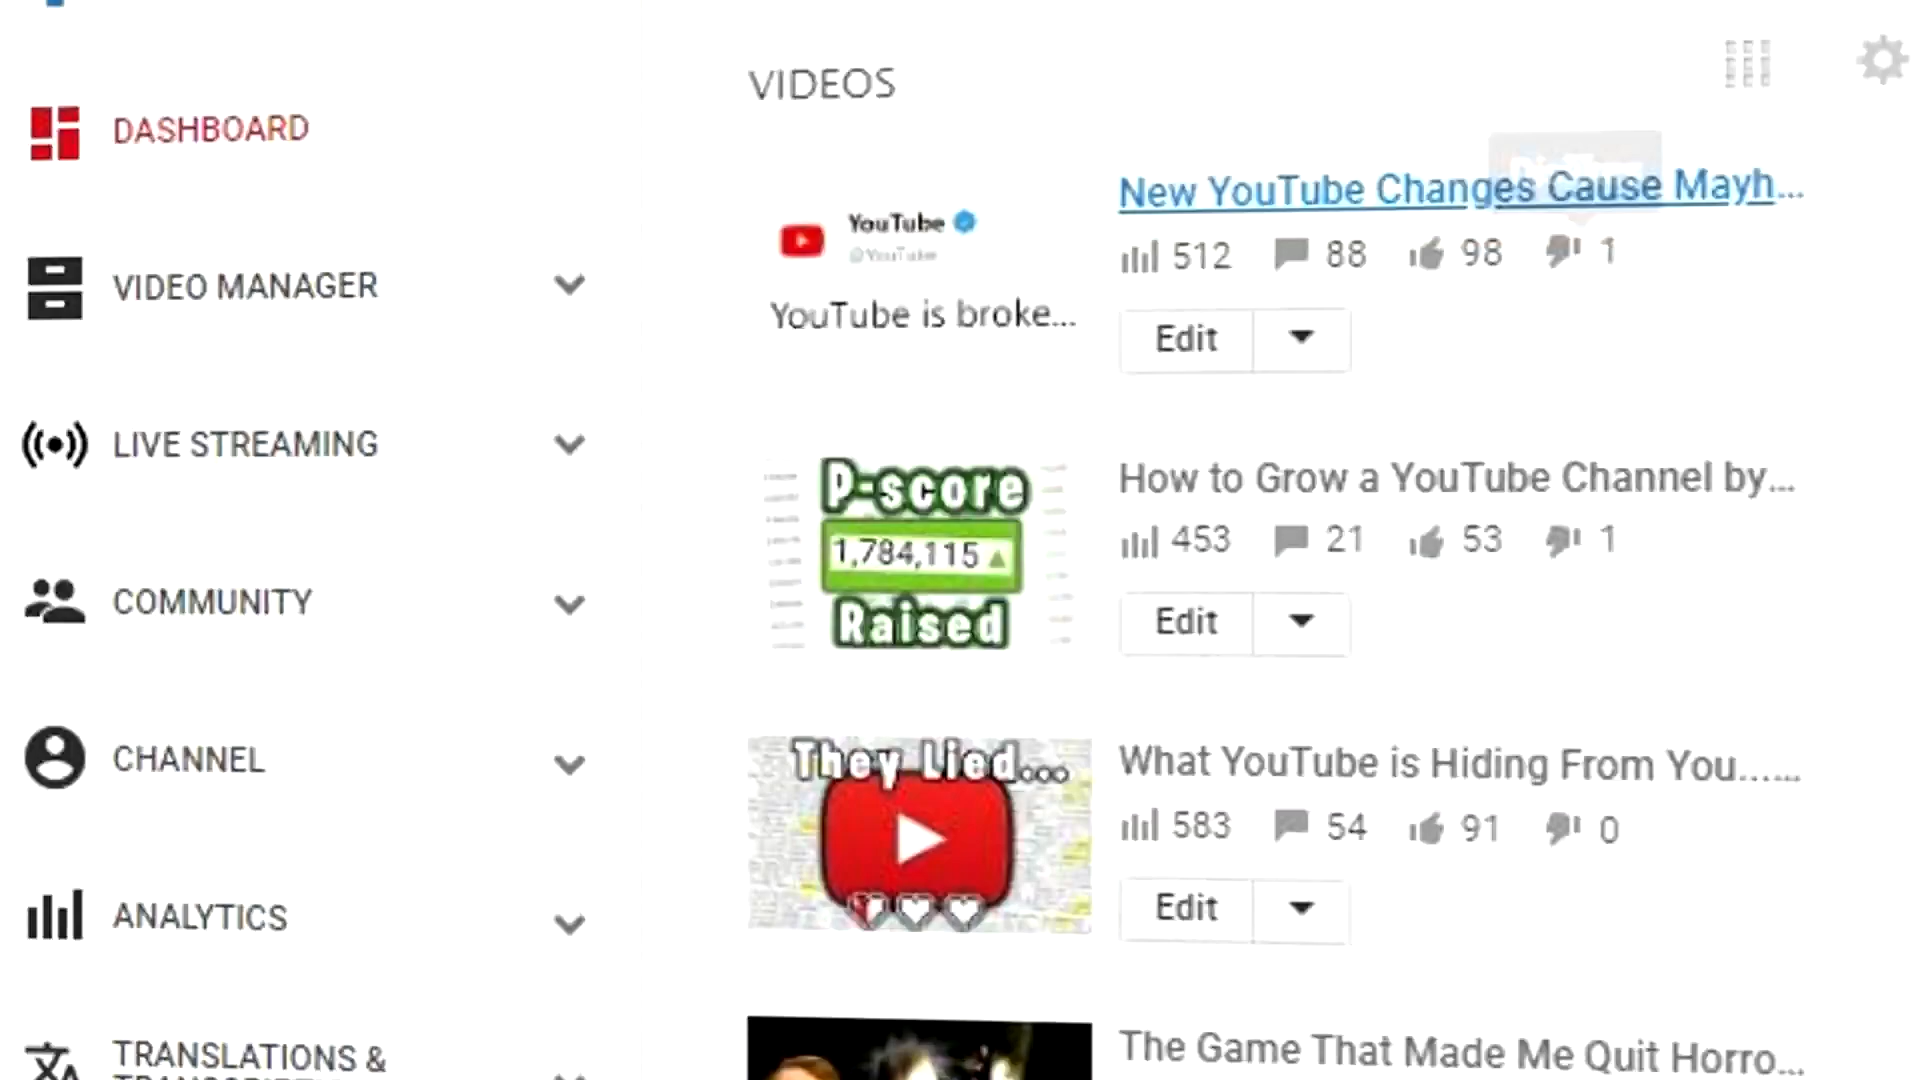 DASHBOARD
VIDEO MANAGER
LIVE STREAMING
COMMUNITY
CHANNEL
ANALYTICS
TRANSLATIONS &
VIDEOS
YouTube
@YouTube
YouTube is broke...
New YouTube Changes Cause Mayh...
512 88 98 1
Edit
P-score
1,784,115
Raised
How to Grow a YouTube Channel by...
453 21 53 1
Edit
They Lied...
What YouTube is Hiding From You......
583 54 91 0
Edit
The Game That Made Me Quit Horro...